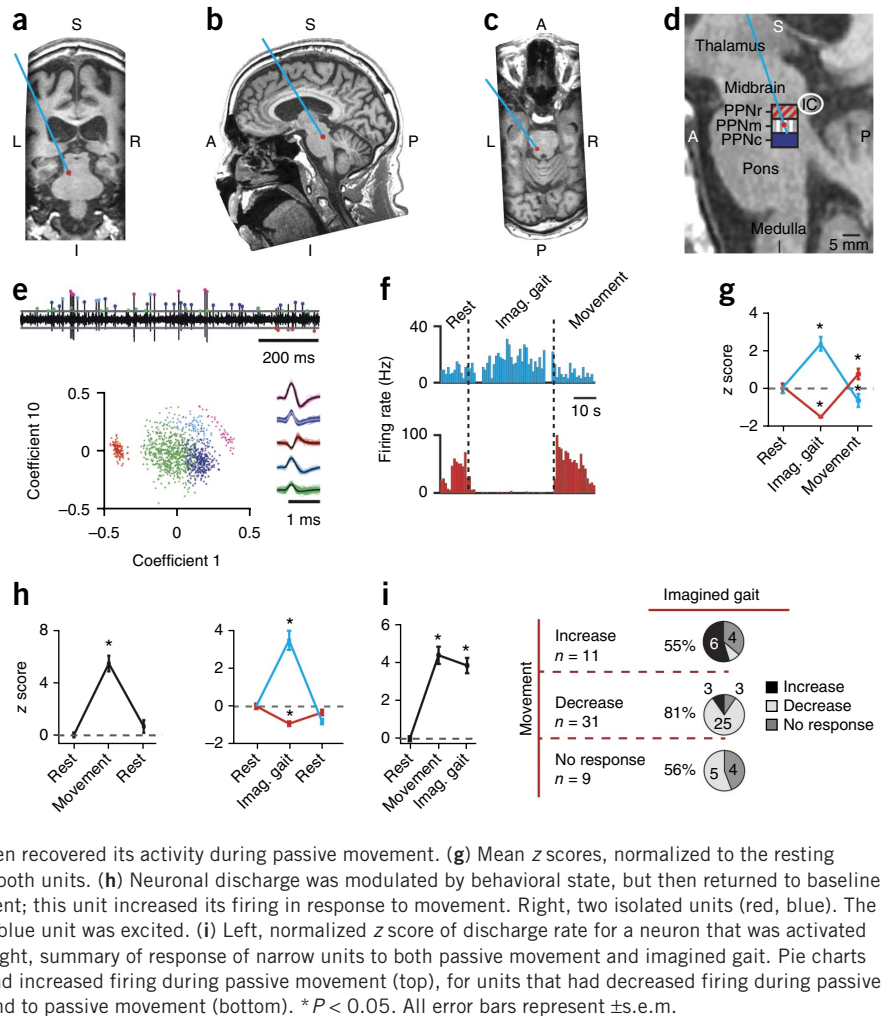 a
S
L
R
I
b
A
P
I
c
A
L
R
P
d
S
Thalamus
Midbrain
PPNr
IC
PPNm
PPNc
A
P
Pons
Medulla
5 mm
e
200 ms
Coefficient 10
0.5
0
−0.5
−0.5
0
0.5
Coefficient 1
1 ms
f
Rest
Imag. gait
Movement
Firing rate (Hz)
40
0
10 s
100
0
g
z score
4
2
0
−2
*
*
*
*
Rest
Imag. gait
Movement
h
z score
8
4
0
*
Rest
Movement
Rest
4
2
0
−2
*
*
Rest
Imag. gait
Rest
i
6
4
2
0
*
*
Rest
Movement
Imag. gait
Imagined gait
Movement
Increase
n = 11
55%
6
4
Decrease
n = 31
81%
3
3
25
No response
n = 9
56%
5
4
Increase
Decrease
No response
en recovered its activity during passive movement. (g) Mean z scores, normalized to the resting
ooth units. (h) Neuronal discharge was modulated by behavioral state, but then returned to baseline
ent; this unit increased its firing in response to movement. Right, two isolated units (red, blue). The
blue unit was excited. (i) Left, normalized z score of discharge rate for a neuron that was activated
ght, summary of response of narrow units to both passive movement and imagined gait. Pie charts
nd increased firing during passive movement (top), for units that had decreased firing during passive
nd to passive movement (bottom). *P < 0.05. All error bars represent ±s.e.m.